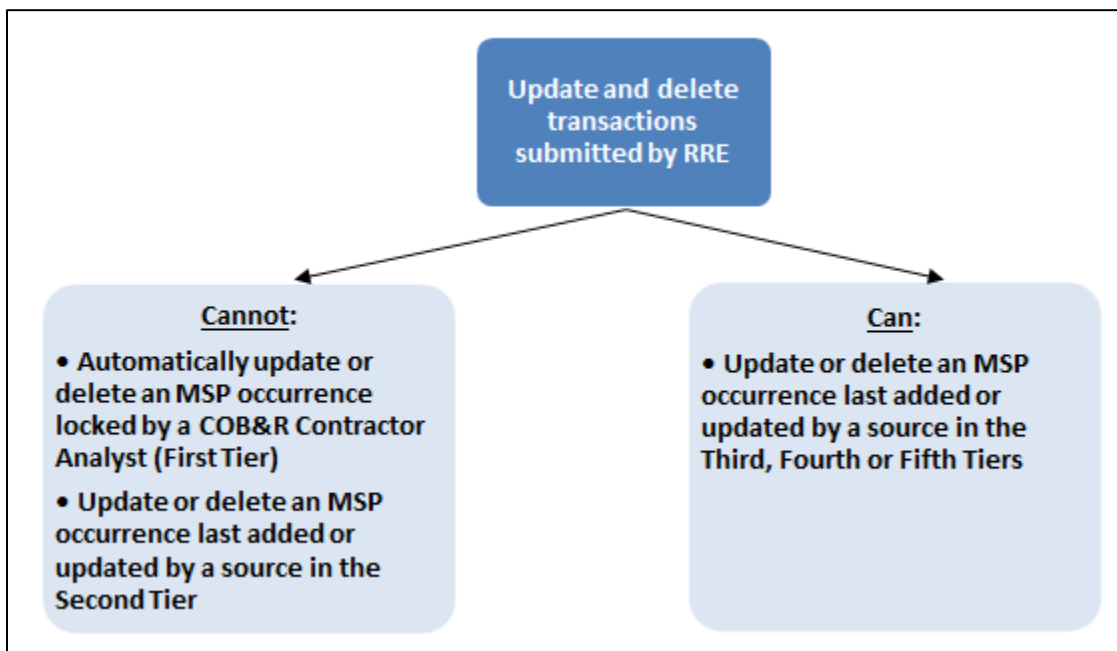 Update and delete
transactions
submitted by RRE
Cannot:
• Automatically update or
delete an MSP occurrence
locked by a COB&R Contractor
Analyst (First Tier)
• Update or delete an MSP
occurrence last added or
updated by a source in the
Second Tier
Can:
• Update or delete an MSP
occurrence last added or
updated by a source in the
Third, Fourth or Fifth Tiers